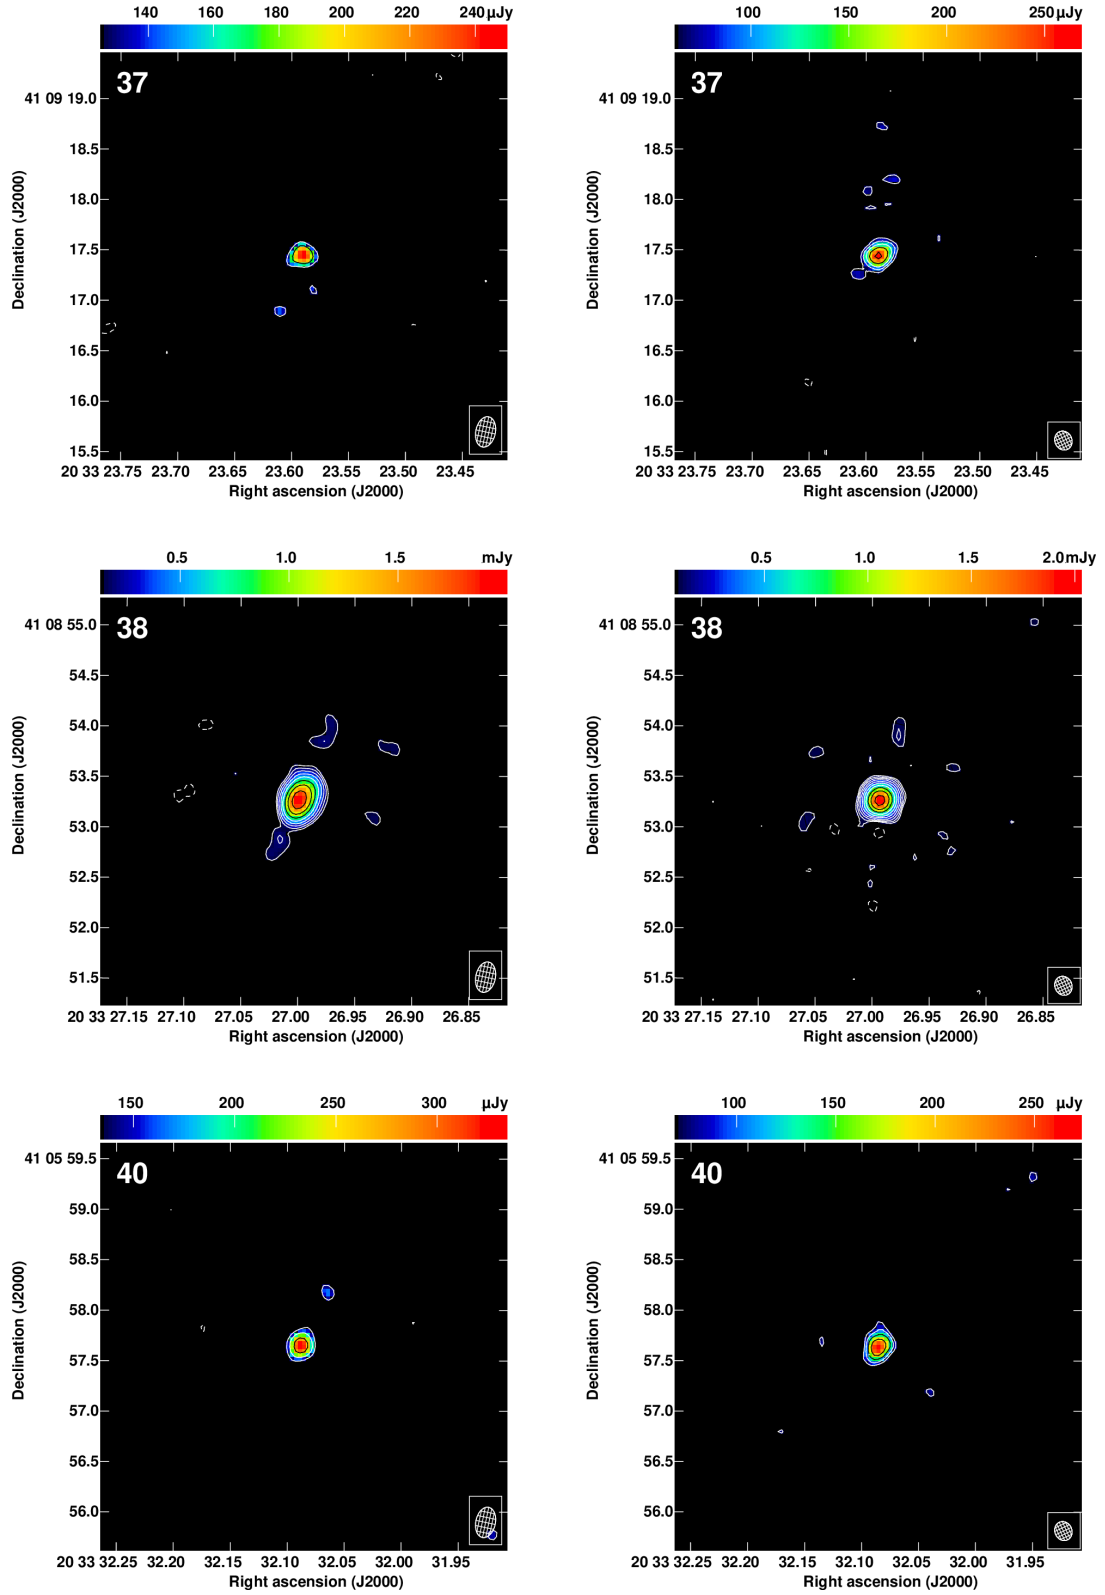 140 160 180 200 220 240 µJy
37
41 09 19.0
18.5
18.0
17.5
17.0
16.5
16.0
15.5
Declination (J2000)
20 33 23.75 23.70 23.65 23.60 23.55 23.50 23.45
Right ascension (J2000)
100 150 200 250 µJy
37
41 09 19.0
18.5
18.0
17.5
17.0
16.5
16.0
15.5
Declination (J2000)
20 33 23.75 23.70 23.65 23.60 23.55 23.50 23.45
Right ascension (J2000)
0.5 1.0 1.5 mJy
38
41 08 55.0
54.5
54.0
53.5
53.0
52.5
52.0
51.5
Declination (J2000)
20 33 27.15 27.10 27.05 27.00 26.95 26.90 26.85
Right ascension (J2000)
0.5 1.0 1.5 2.0 mJy
38
41 08 55.0
54.5
54.0
53.5
53.0
52.5
52.0
51.5
Declination (J2000)
20 33 27.15 27.10 27.05 27.00 26.95 26.90 26.85
Right ascension (J2000)
150 200 250 300 µJy
40
41 05 59.5
59.0
58.5
58.0
57.5
57.0
56.5
56.0
Declination (J2000)
20 33 32.25 32.20 32.15 32.10 32.05 32.00 31.95
Right ascension (J2000)
100 150 200 250 µJy
40
41 05 59.5
59.0
58.5
58.0
57.5
57.0
56.5
56.0
Declination (J2000)
20 33 32.25 32.20 32.15 32.10 32.05 32.00 31.95
Right ascension (J2000)